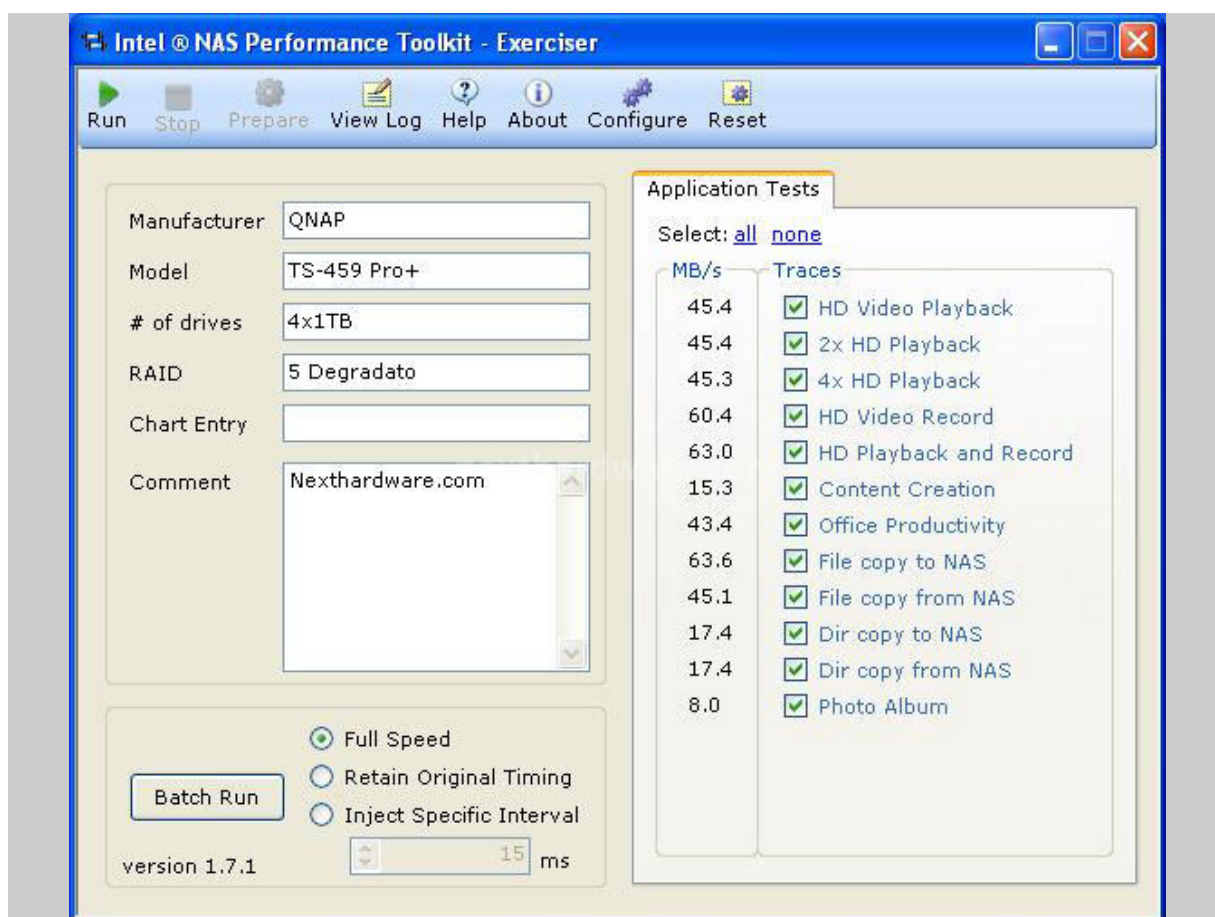 Intel ® NAS Performance Toolkit - Exerciser
Run Stop Prepare View Log Help About Configure Reset
Manufacturer QNAP
Model TS-459 Pro+
# of drives 4x1TB
RAID 5 Degradato
Chart Entry
Comment Nexthardware.com
Batch Run
Full Speed
Retain Original Timing
Inject Specific Interval
15 ms
version 1.7.1
Application Tests
Select: all none
MB/s Traces
45.4 HD Video Playback
45.4 2x HD Playback
45.3 4x HD Playback
60.4 HD Video Record
63.0 HD Playback and Record
15.3 Content Creation
43.4 Office Productivity
63.6 File copy to NAS
45.1 File copy from NAS
17.4 Dir copy to NAS
17.4 Dir copy from NAS
8.0 Photo Album